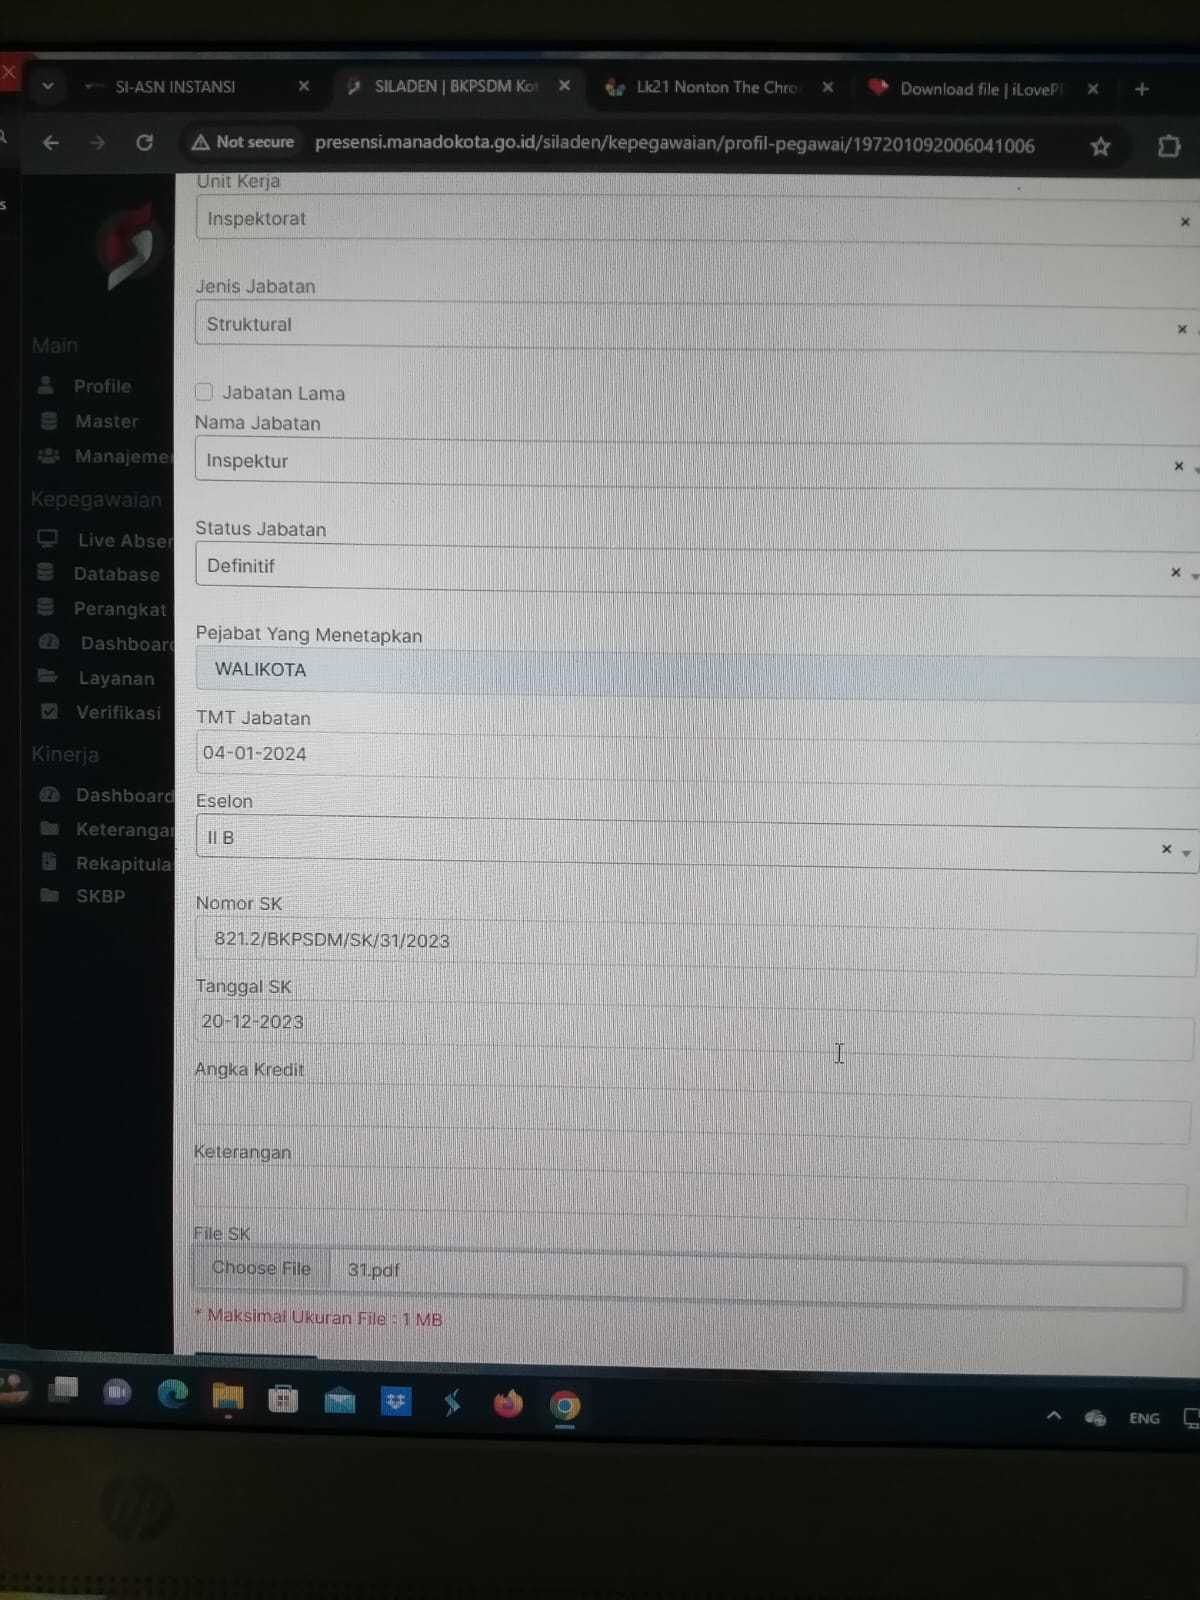 SI-ASN INSTANSI
SILADEN | BKPSDM Kot
Lk21 Nonton The Chro
Download file | iLoveP
Not secure
presensi.manadokota.go.id/siladen/kepegawaian/profil-pegawai/197201092006041006
s
Main
Profile
Master
Manajeme
Kepegawaian
Live Abser
Database
Perangkat
Dashboard
Layanan
Verifikasi
Kinerja
Dashboard
Keterangan
Rekapitula
SKBP
Unit Kerja
Inspektorat
Jenis Jabatan
Struktural
Jabatan Lama
Nama Jabatan
Inspektur
Status Jabatan
Definitif
Pejabat Yang Menetapkan
WALIKOTA
TMT Jabatan
04-01-2024
Eselon
II B
Nomor SK
821.2/BKPSDM/SK/31/2023
Tanggal SK
20-12-2023
Angka Kredit
Keterangan
File SK
Choose File
31.pdf
* Maksimal Ukuran File : 1 MB
ENG
hp